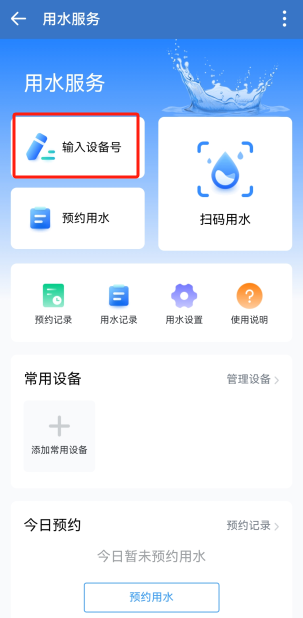 用水服务
用水服务
输入设备号
预约用水
扫码用水
预约记录
用水记录
用水设置
使用说明
常用设备
管理设备
添加常用设备
今日预约
预约记录
今日暂未预约用水
预约用水